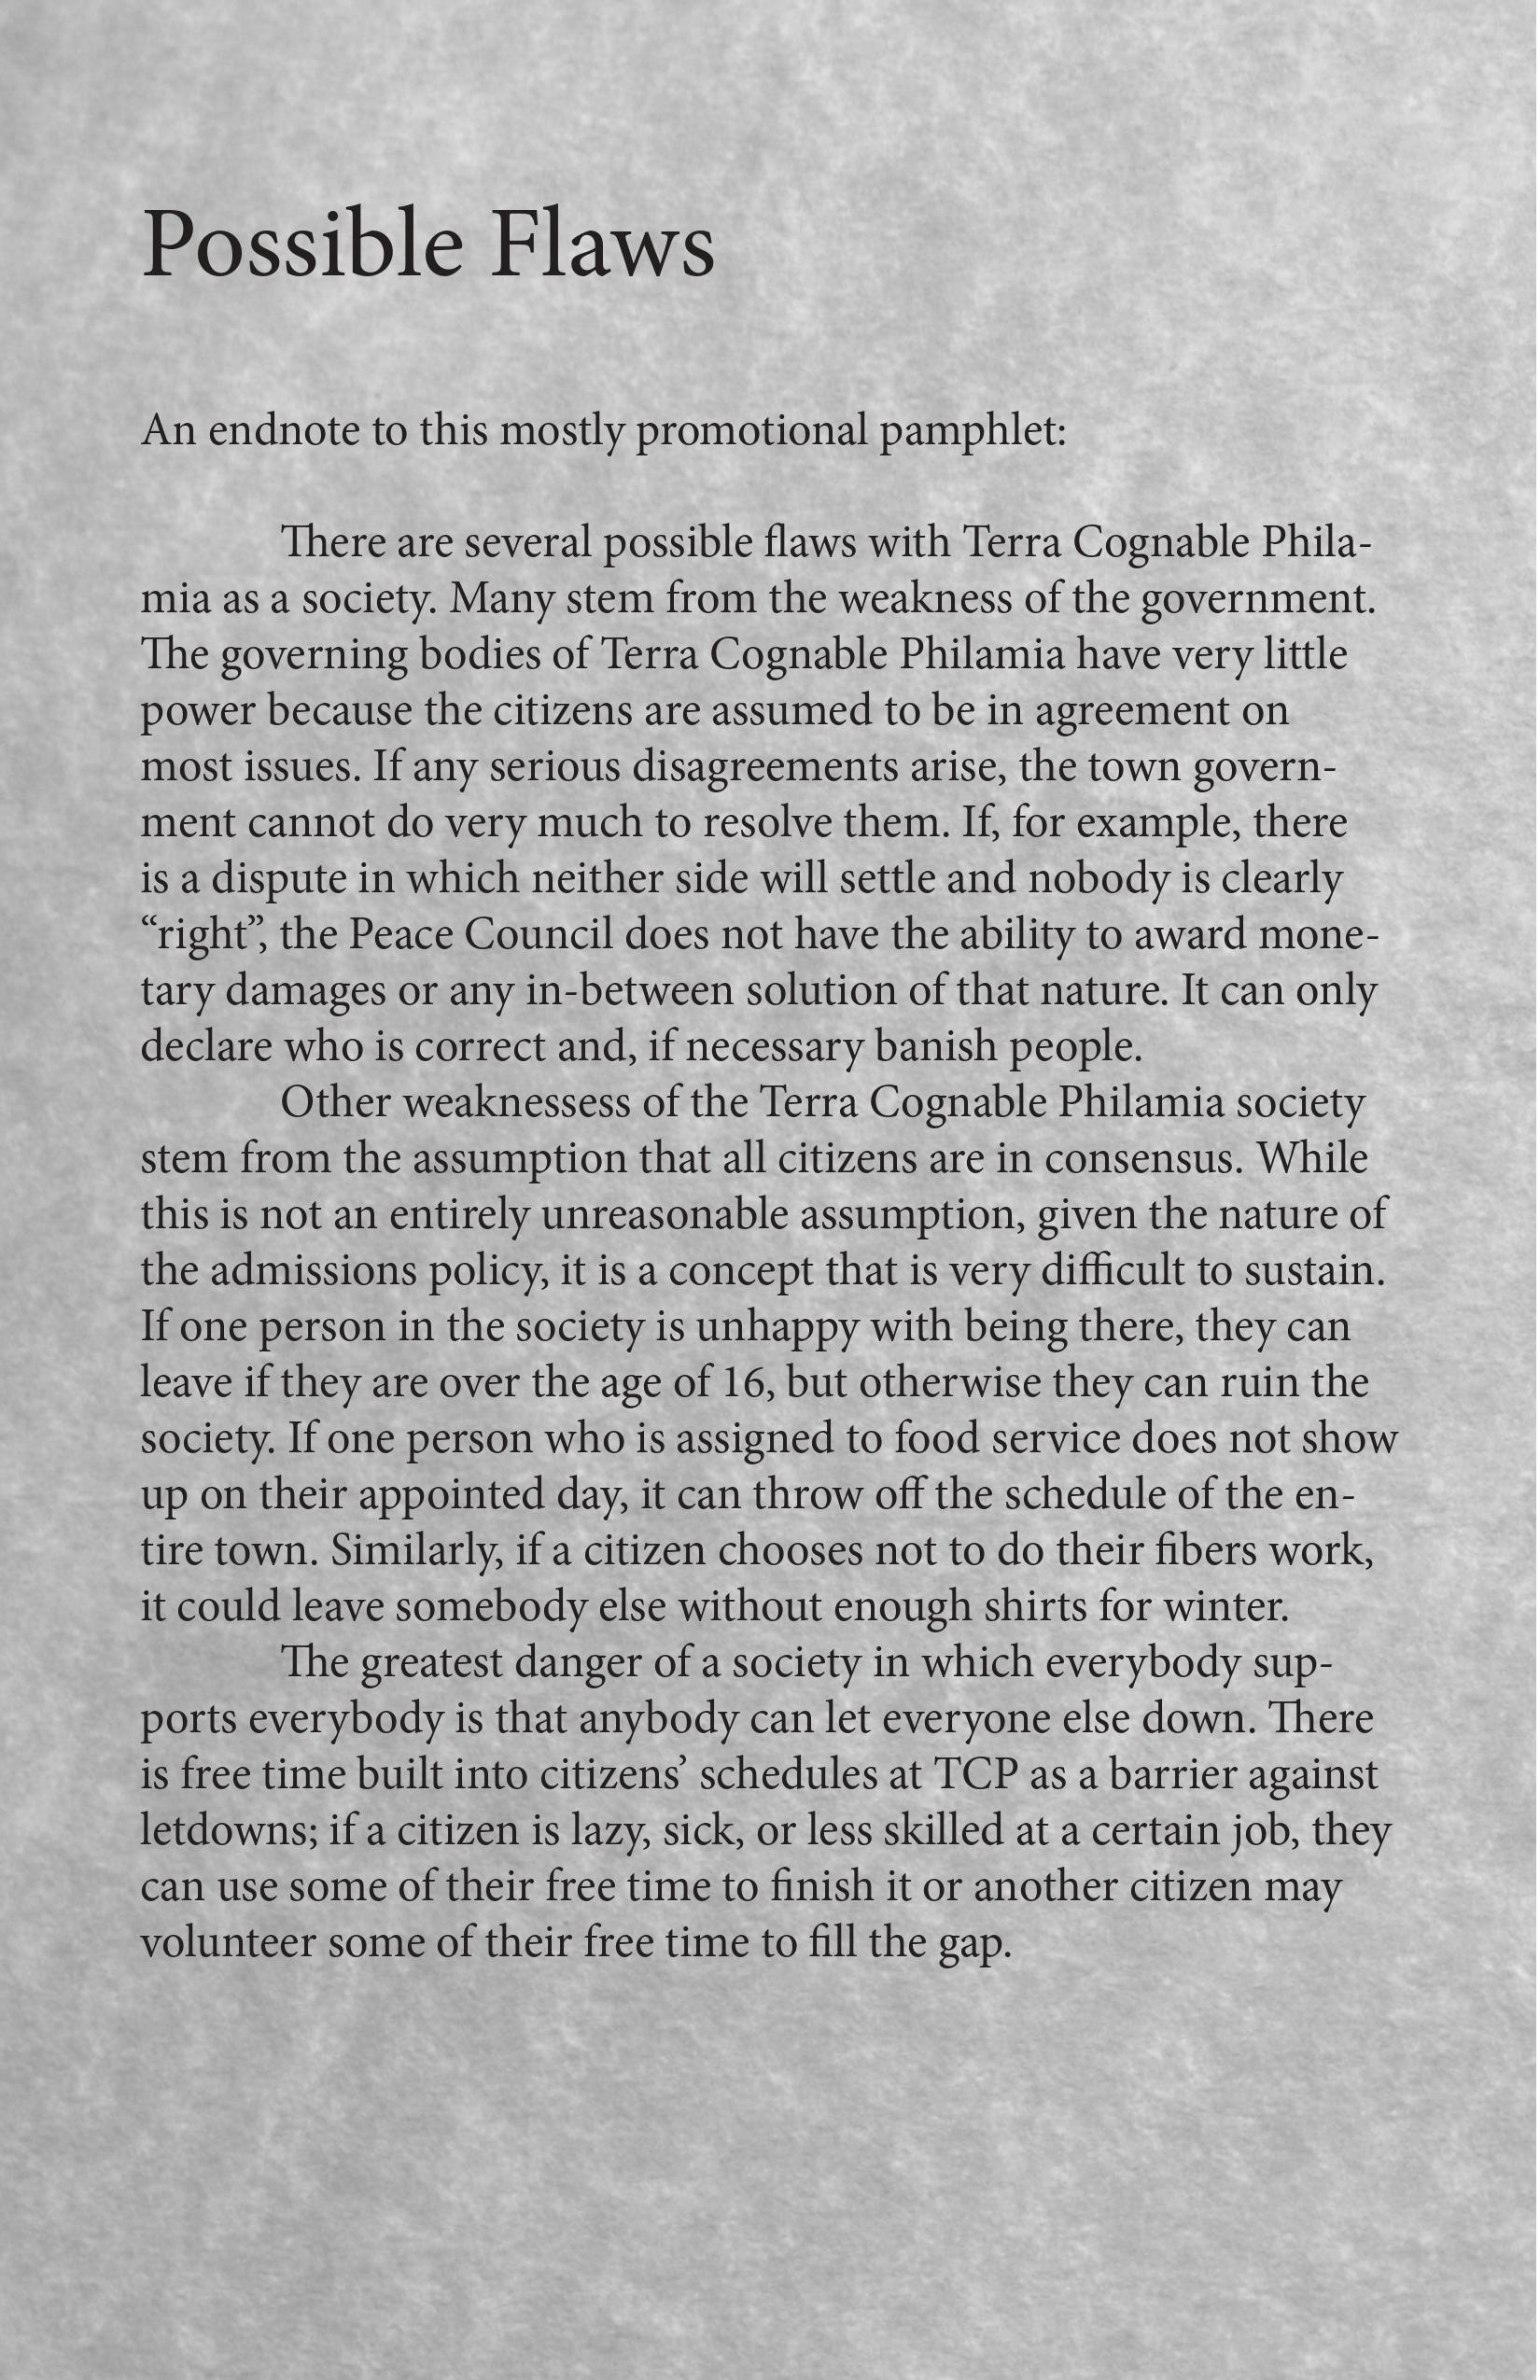 Possible Flaws
An endnote to this mostly promotional pamphlet:
There are several possible flaws with Terra Cognable Phila-
mia as a society. Many stem from the weakness of the government.
The governing bodies of Terra Cognable Philamia have very little
power because the citizens are assumed to be in agreement on
most issues. If any serious disagreements arise, the town govern-
ment cannot do very much to resolve them. If, for example, there
is a dispute in which neither side will settle and nobody is clearly
“right”, the Peace Council does not have the ability to award mone-
tary damages or any in-between solution of that nature. It can only
declare who is correct and, if necessary banish people.
Other weaknessess of the Terra Cognable Philamia society
stem from the assumption that all citizens are in consensus. While
this is not an entirely unreasonable assumption, given the nature of
the admissions policy, it is a concept that is very difficult to sustain.
If one person in the society is unhappy with being there, they can
leave if they are over the age of 16, but otherwise they can ruin the
society. If one person who is assigned to food service does not show
up on their appointed day, it can throw off the schedule of the en-
tire town. Similarly, if a citizen chooses not to do their fibers work,
it could leave somebody else without enough shirts for winter.
The greatest danger of a society in which everybody sup-
ports everybody is that anybody can let everyone else down. There
is free time built into citizens’ schedules at TCP as a barrier against
letdowns; if a citizen is lazy, sick, or less skilled at a certain job, they
can use some of their free time to finish it or another citizen may
volunteer some of their free time to fill the gap.